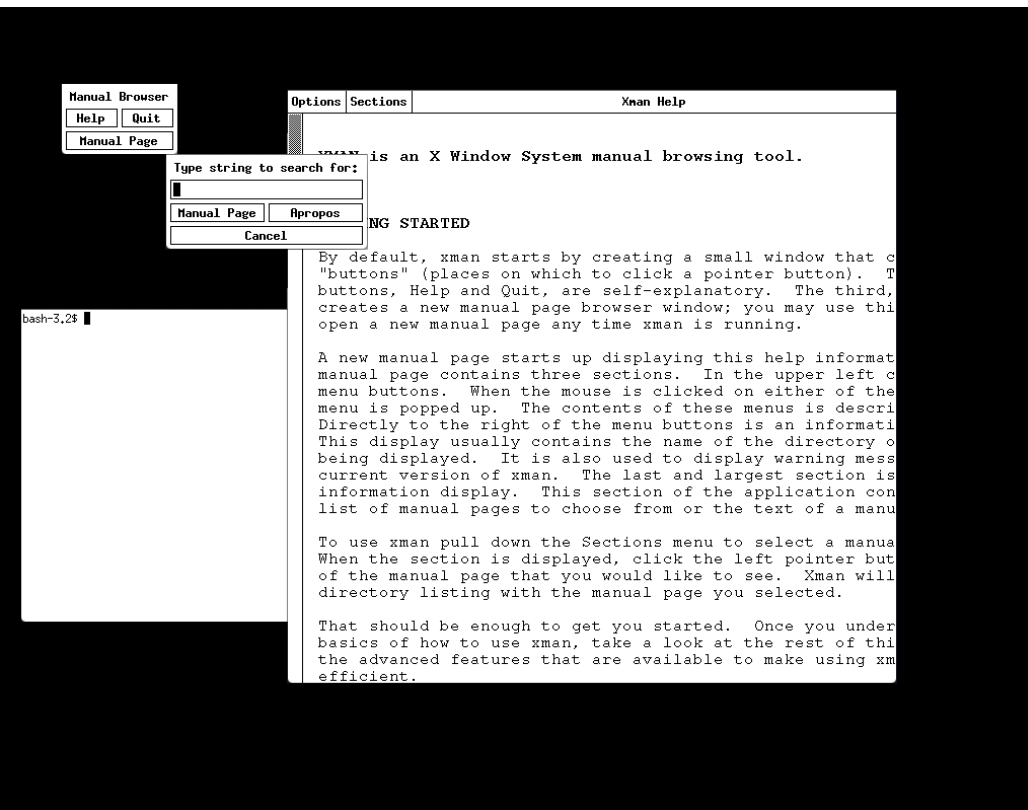 Manual Browser
Help Quit
Manual Page
Type string to search for:
Manual Page Apropos
Cancel
bash-3.2$
Options Sections Xman Help
is an X Window System manual browsing tool.
STARTED
By default, xman starts by creating a small window that c
"buttons" (places on which to click a pointer button). T
buttons, Help and Quit, are self-explanatory. The third,
creates a new manual page browser window; you may use thi
open a new manual page any time xman is running.
A new manual page starts up displaying this help informat
manual page contains three sections. In the upper left c
menu buttons. When the mouse is clicked on either of the
menu is popped up. The contents of these menus is descri
Directly to the right of the menu buttons is an informati
This display usually contains the name of the directory o
being displayed. It is also used to display warning mess
current version of xman. The last and largest section is
information display. This section of the application con
list of manual pages to choose from or the text of a manu
To use xman pull down the Sections menu to select a manua
When the section is displayed, click the left pointer but
of the manual page that you would like to see. Xman will
directory listing with the manual page you selected.
That should be enough to get you started. Once you under
basics of how to use xman, take a look at the rest of thi
the advanced features that are available to make using xm
efficient.